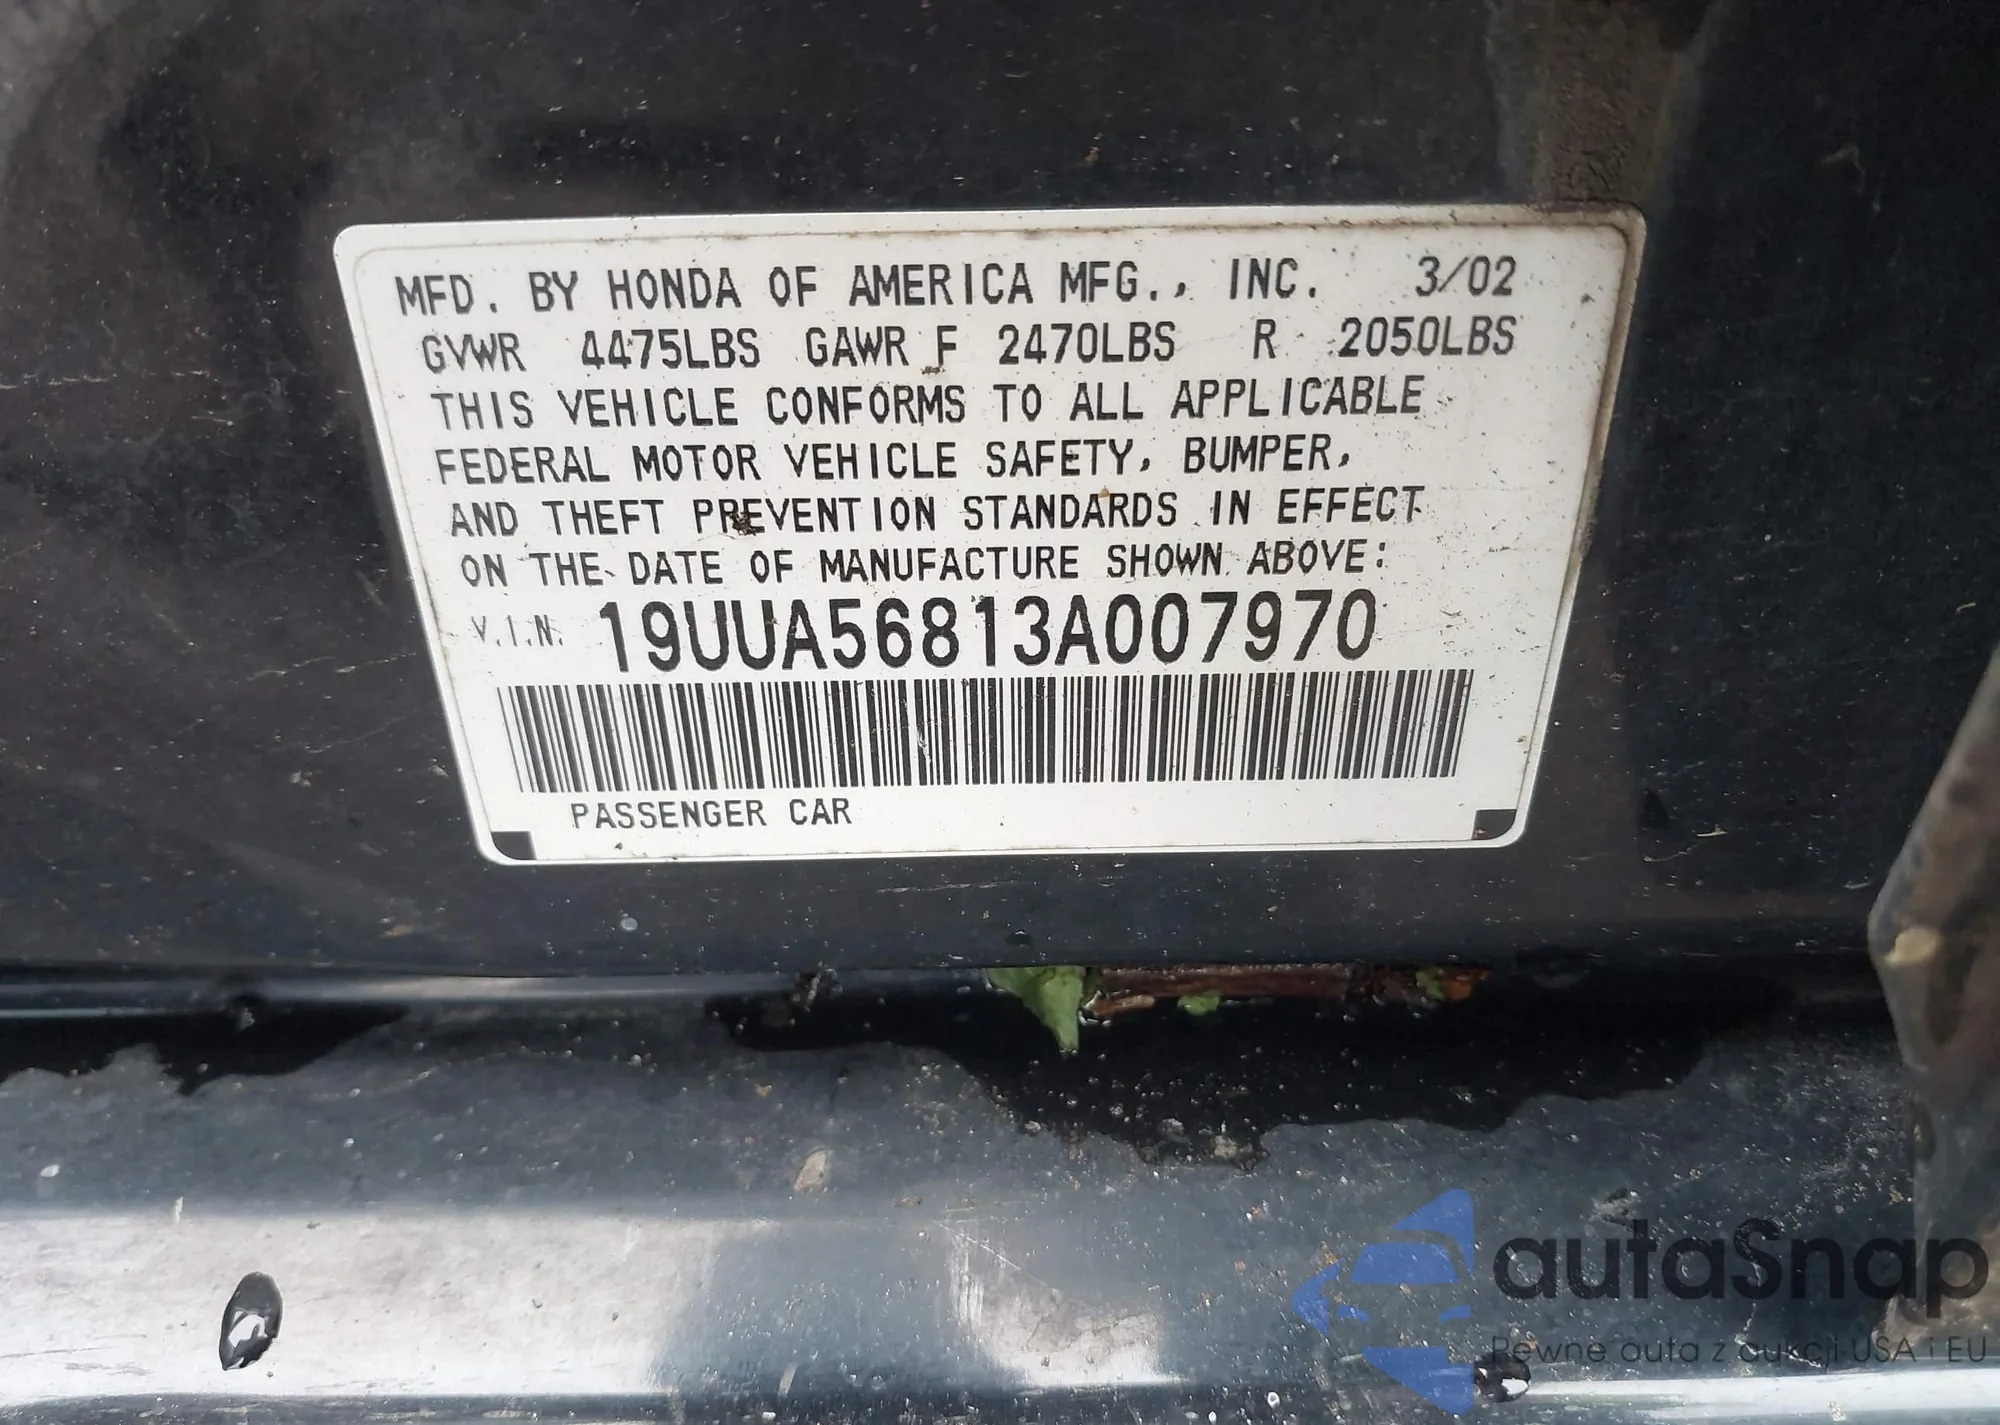 MFD. BY HONDA OF AMERICA MFG., INC. 3/02
GVWR 4475LBS GAWR F 2470LBS R 2050LBS
THIS VEHICLE CONFORMS TO ALL APPLICABLE
FEDERAL MOTOR VEHICLE SAFETY, BUMPER,
AND THEFT PREVENTION STANDARDS IN EFFECT
ON THE DATE OF MANUFACTURE SHOWN ABOVE:
V.I.N. 19UUA56813A007970
PASSENGER CAR
autaSnap
Pewne auta z aukcji USA i EU